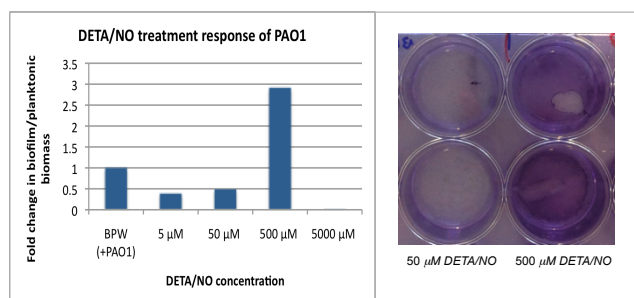 DETA/NO treatment response of PAO1
Fold change in biofilm/planktonic
biomass
3.5
3
2.5
2
1.5
1
0.5
0
BPW
(+PAO1)
5 µM
50 µM
500 µM
5000 µM
DETA/NO concentration
50 µM DETA/NO
500 µM DETA/NO